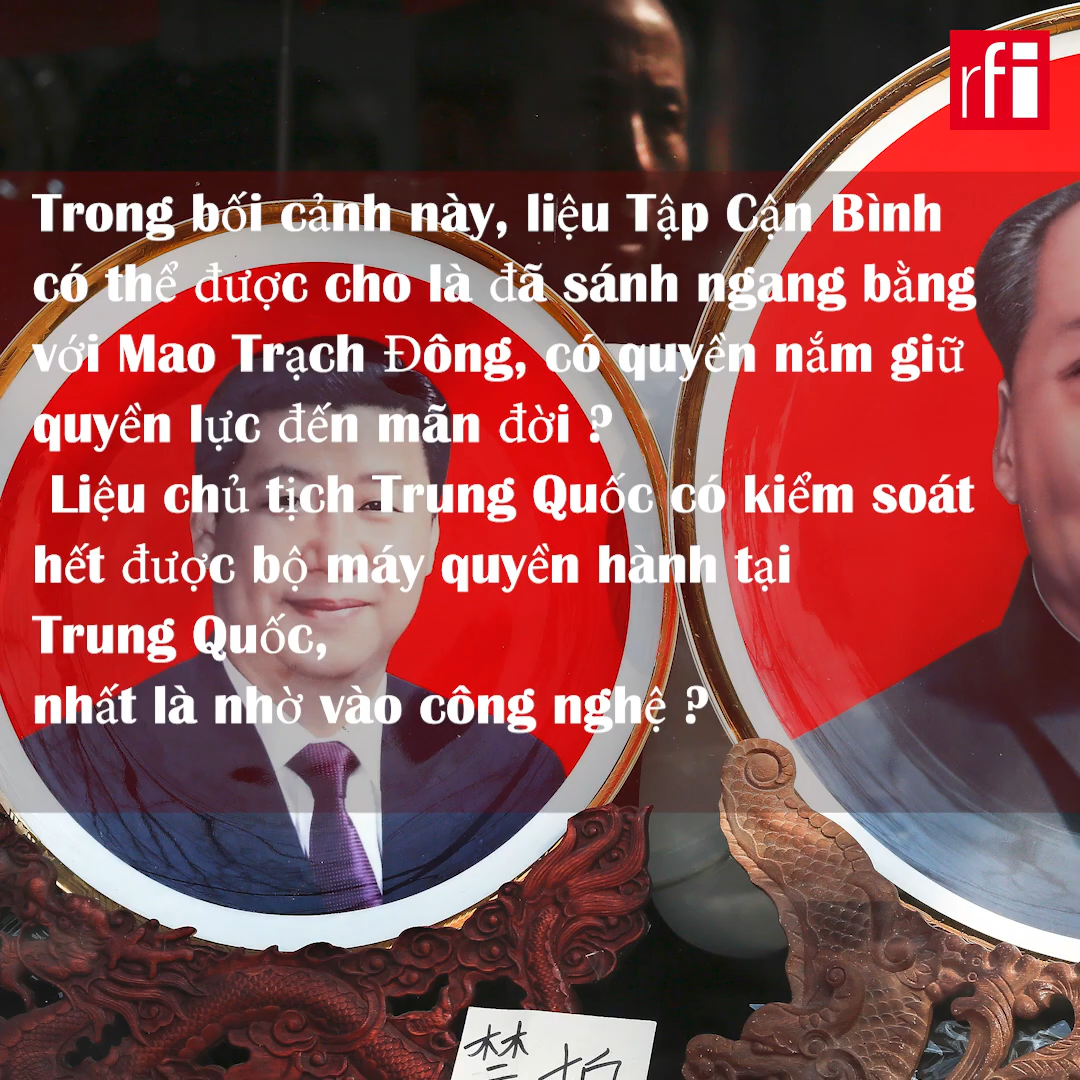 rfi
Trong bối cảnh này, liệu Tập Cận Bình
có thể được cho là đã sánh ngang bằng
với Mao Trạch Đông, có quyền nắm giữ
quyền lực đến mãn đời ?
Liệu chủ tịch Trung Quốc có kiểm soát
hết được bộ máy quyền hành tại
Trung Quốc,
nhất là nhờ vào công nghệ ?
禁